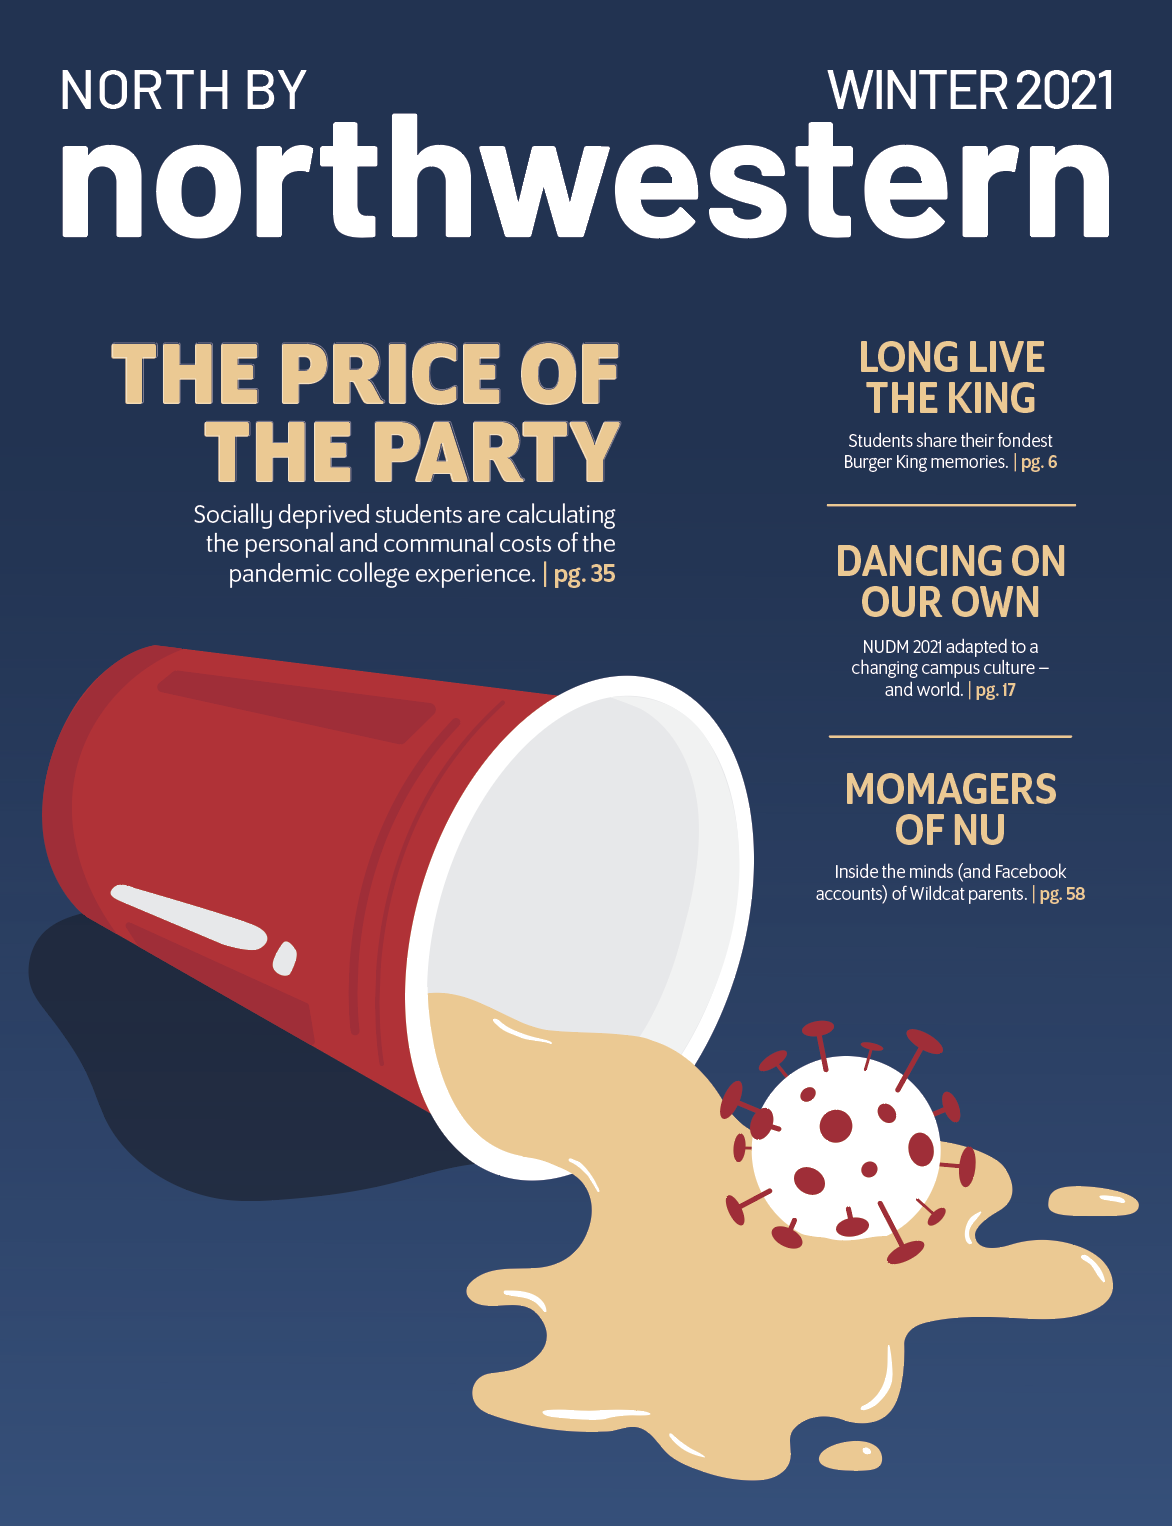 NORTH BY
WINTER 2021
northwestern
THE PRICE OF
THE PARTY
Socially deprived students are calculating
the personal and communal costs of the
pandemic college experience. | pg. 35
LONG LIVE
THE KING
Students share their fondest
Burger King memories. | pg. 6
DANCING ON
OUR OWN
NUDM 2021 adapted to a
changing campus culture –
and world. | pg. 17
MOMAGERS
OF NU
Inside the minds (and Facebook
accounts) of Wildcat parents. | pg. 58